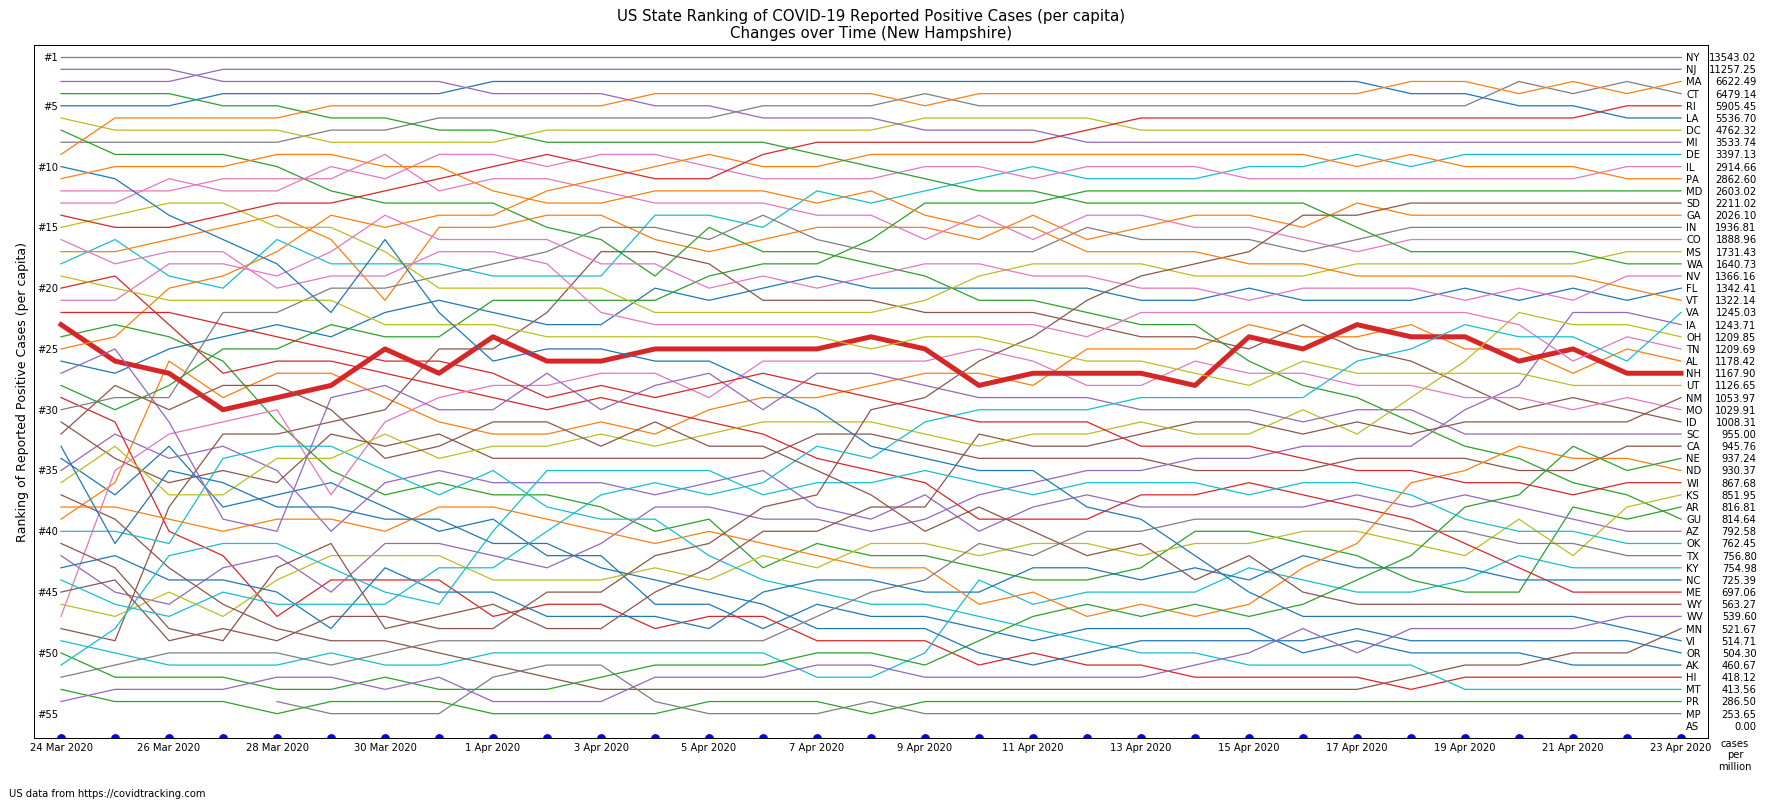 US State Ranking of COVID-19 Reported Positive Cases (per capita)
Changes over Time (New Hampshire)
Ranking of Reported Positive Cases (per capita)
#1
#5
#10
#15
#20
#25
#30
#35
#40
#45
#50
#55
NY 13543.02
NJ 11257.25
MA 6622.49
CT 6479.14
RI 5905.45
LA 5536.70
DC 4762.32
MI 3533.74
DE 3397.13
IL 2914.66
PA 2862.60
MD 2603.02
SD 2211.02
GA 2026.10
IN 1936.81
CO 1888.96
MS 1731.43
WA 1640.73
NV 1366.16
FL 1342.41
VT 1322.14
VA 1245.03
IA 1243.71
OH 1209.85
TN 1209.69
AL 1178.42
NH 1167.90
UT 1126.65
NM 1053.97
MO 1029.91
ID 1008.31
SC 955.00
CA 945.76
NE 937.24
ND 930.37
WI 867.68
KS 851.95
AR 816.81
GU 814.64
AZ 792.58
OK 762.45
TX 756.80
KY 754.98
NC 725.39
ME 697.06
WY 563.27
WV 539.60
MN 521.67
VI 514.71
OR 504.30
AK 460.67
HI 418.12
MT 413.56
PR 286.50
MP 253.65
AS 0.00
24 Mar 2020 26 Mar 2020 28 Mar 2020 30 Mar 2020 1 Apr 2020 3 Apr 2020 5 Apr 2020 7 Apr 2020 9 Apr 2020 11 Apr 2020 13 Apr 2020 15 Apr 2020 17 Apr 2020 19 Apr 2020 21 Apr 2020 23 Apr 2020
cases
per
million
US data from https://covidtracking.com